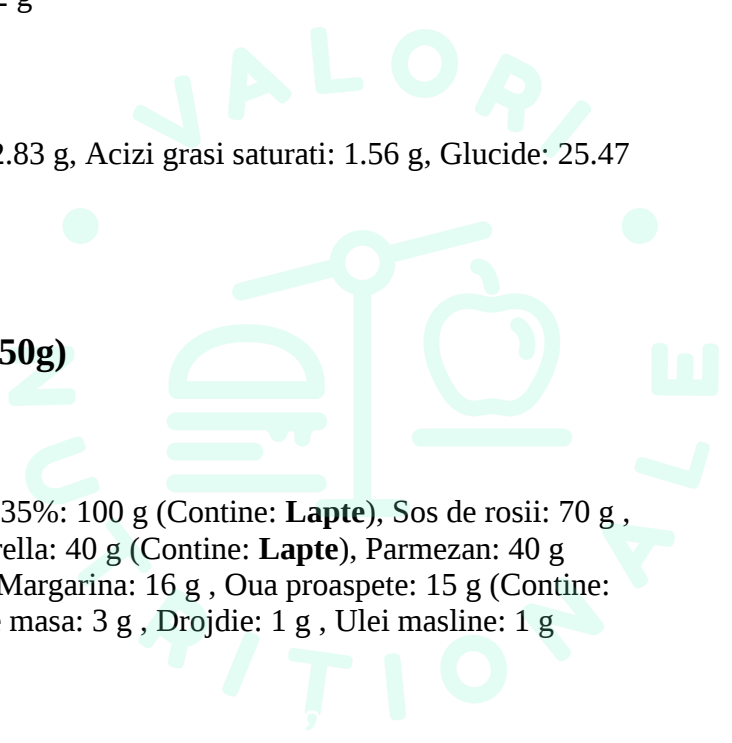 g
2.83 g, Acizi grasi saturati: 1.56 g, Glucide: 25.47
50g)
35%: 100 g (Contine: Lapte), Sos de rosii: 70 g ,
rella: 40 g (Contine: Lapte), Parmezan: 40 g
Margarina: 16 g , Oua proaspete: 15 g (Contine:
masa: 3 g , Drojdie: 1 g , Ulei masline: 1 g
VALORI
NUTRITIONALE